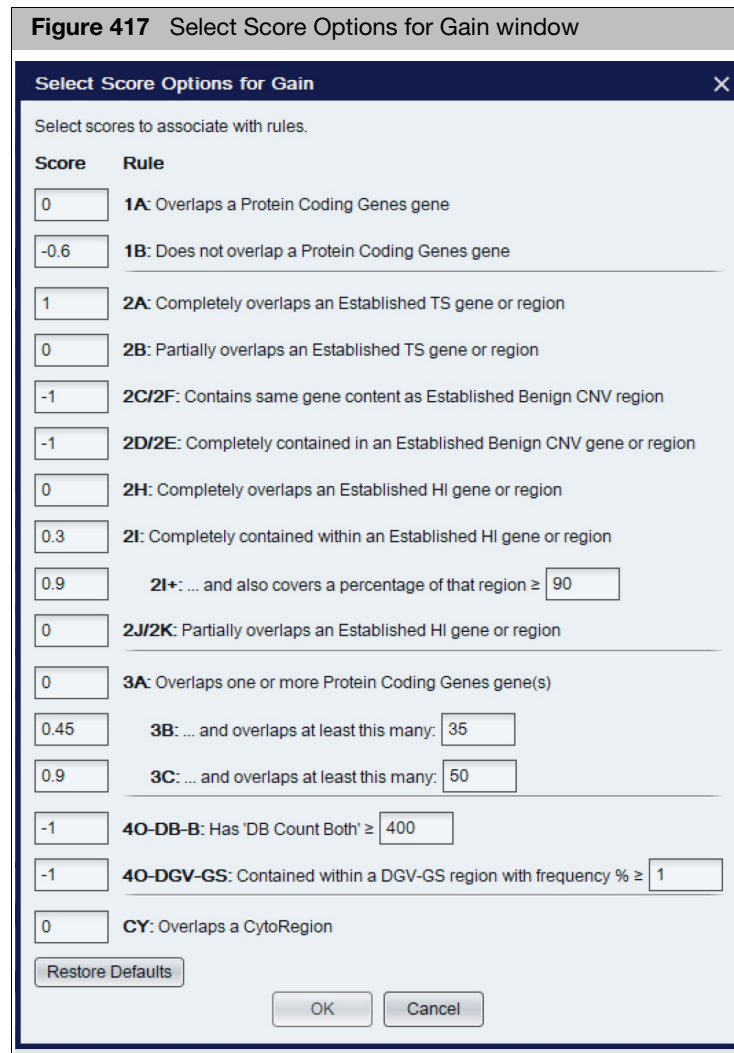 Figure 417 Select Score Options for Gain window
Select Score Options for Gain
Select scores to associate with rules.
Score Rule
0 1A: Overlaps a Protein Coding Genes gene
-0.6 1B: Does not overlap a Protein Coding Genes gene
1 2A: Completely overlaps an Established TS gene or region
0 2B: Partially overlaps an Established TS gene or region
-1 2C/2F: Contains same gene content as Established Benign CNV region
-1 2D/2E: Completely contained in an Established Benign CNV gene or region
0 2H: Completely overlaps an Established HI gene or region
0.3 2I: Completely contained within an Established HI gene or region
0.9 2I+: ... and also covers a percentage of that region ≥ 90
0 2J/2K: Partially overlaps an Established HI gene or region
0 3A: Overlaps one or more Protein Coding Genes gene(s)
0.45 3B: ... and overlaps at least this many: 35
0.9 3C: ... and overlaps at least this many: 50
-1 4O-DB-B: Has 'DB Count Both' ≥ 400
-1 4O-DGV-GS: Contained within a DGV-GS region with frequency % ≥ 1
0 CY: Overlaps a CytoRegion
Restore Defaults
OK Cancel